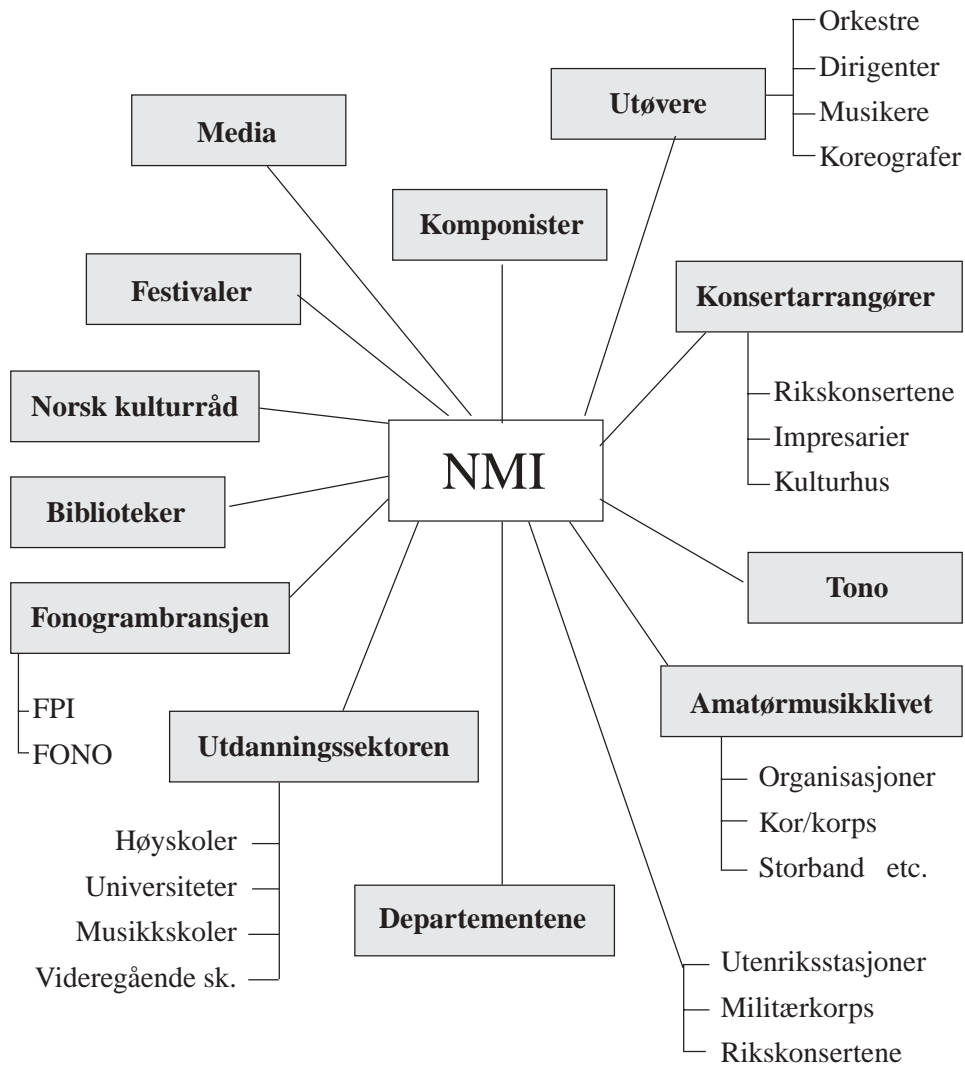 Orkestre
Dirigenter
Musikere
Koreografer
Utøvere
Media
Komponister
Festivaler
Konsertarrangører
Rikskonsertene
Impresarier
Kulturhus
Norsk kulturråd
NMI
Biblioteker
Tono
Fonogrambransjen
FPI
FONO
Amatørmusikklivet
Organisasjoner
Kor/korps
Storband etc.
Utdanningssektoren
Høyskoler
Universiteter
Musikkskoler
Videregående sk.
Departementene
Utenriksstasjoner
Militærkorps
Rikskonsertene